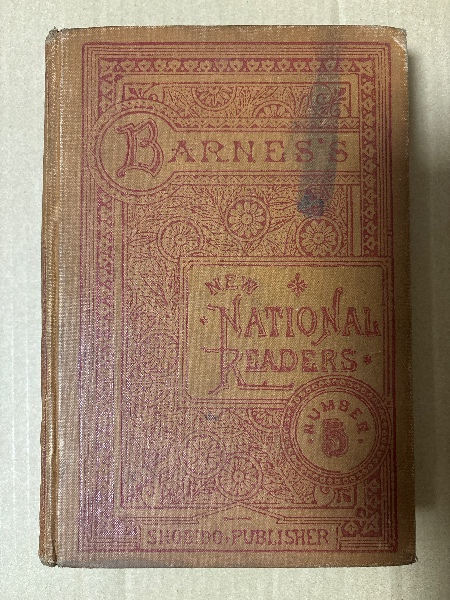 BARNES'S
NEW
NATIONAL
READERS
NUMBER
5
SHOBIDO, PUBLISHER